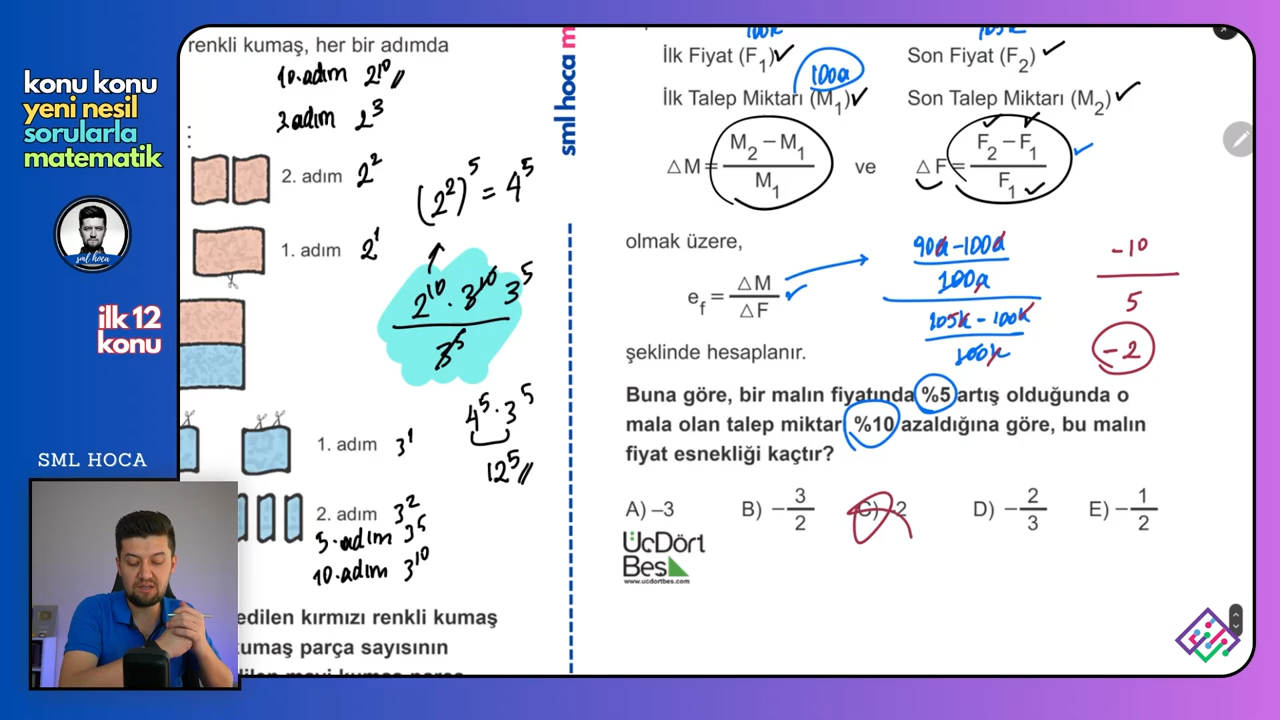 konu konu
yeni nesil
sorularla
matematik
sml hoca
ilk 12
konu
SML HOCA
renkli kumaş, her bir adımda
10.adım 2^10 //
3 adım 2^3
2. adım 2^2
1. adım 2^1
(2^2)^5 = 4^5
2^10 . 3^10 3^5
3^5
4^5 . 3^5
12^5 //
1. adım 3^1
2. adım 3^2
5.adım 3^5
10.adım 3^10
edilen kırmızı renkli kumaş
kumaş parça sayısının
sml hoca m
İlk Fiyat (F1) ✓
Son Fiyat (F2) ✓
100a
İlk Talep Miktarı (M1) ✓
Son Talep Miktarı (M2) ✓
△M = (M2 – M1) / M1 ve △F = (F2 – F1) / F1
olmak üzere,
ef = △M / △F
90a - 100a
100a
105k - 100k
100k
-10
5
-2
şeklinde hesaplanır.
Buna göre, bir malın fiyatında %5 artış olduğunda o
mala olan talep miktar %10 azaldığına göre, bu malın
fiyat esnekliği kaçtır?
A) –3 B) –3/2 C) -2 D) –2/3 E) –1/2
ÜcDört
Beş
www.ucdortbes.com